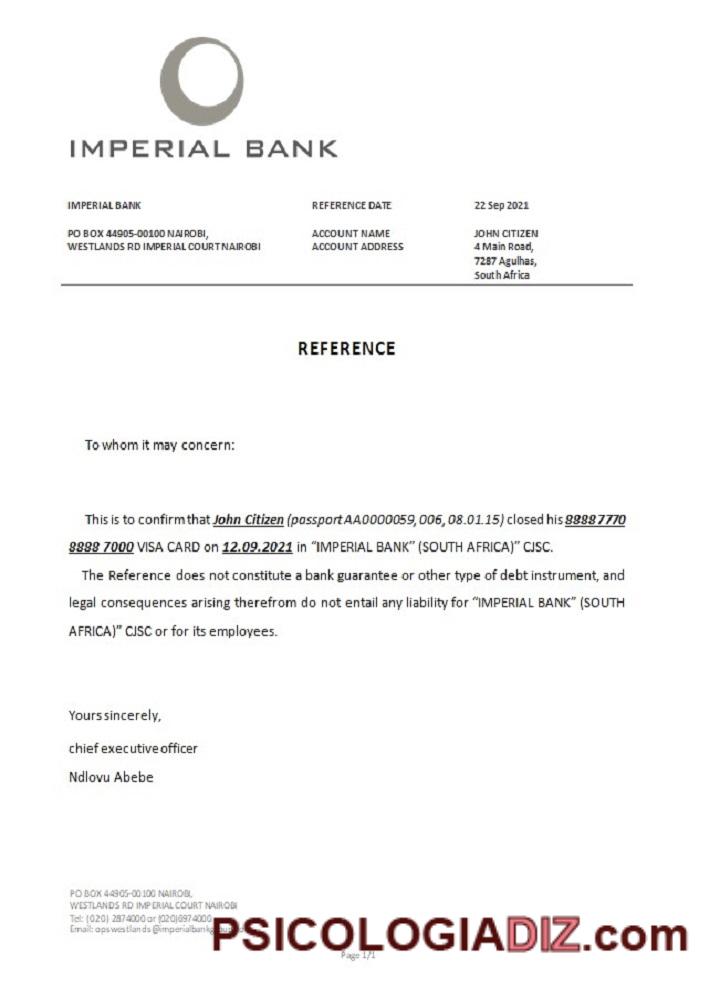 IMPERIAL BANK
IMPERIAL BANK REFERENCE DATE 22 Sep 2021
PO BOX 44905-00100 NAIROBI, ACCOUNT NAME JOHN CITIZEN
WESTLANDS RD IMPERIAL COURT NAIROBI ACCOUNT ADDRESS 4 Main Road,
7287 Agulhas,
South Africa
REFERENCE
To whom it may concern:
This is to confirm that John Citizen (passport AA0000059, 006, 08.01.15) closed his 8888 7770
8888 7000 VISA CARD on 12.09.2021 in “IMPERIAL BANK” (SOUTH AFRICA)” CJSC.
The Reference does not constitute a bank guarantee or other type of debt instrument, and
legal consequences arising therefrom do not entail any liability for “IMPERIAL BANK” (SOUTH
AFRICA)” CJSC or for its employees.
Yours sincerely,
chief executive officer
Ndlovu Abebe
PO BOX 44905-00100 NAIROBI,
WESTLANDS RD IMPERIAL COURT NAIROBI
Tel: (020) 2874000 or (020)6974000
Email:
PSICOLOGIADIZ.com
Page 1/1